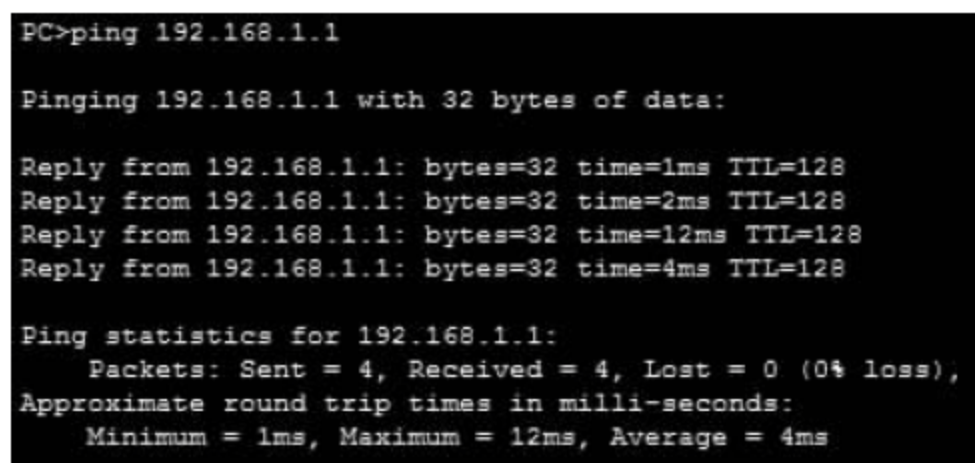 PC>ping 192.168.1.1
Pinging 192.168.1.1 with 32 bytes of data:
Reply from 192.168.1.1: bytes=32 time=1ms TTL=128
Reply from 192.168.1.1: bytes=32 time=2ms TTL=128
Reply from 192.168.1.1: bytes=32 time=12ms TTL=128
Reply from 192.168.1.1: bytes=32 time=4ms TTL=128
Ping statistics for 192.168.1.1:
Packets: Sent = 4, Received = 4, Lost = 0 (0% loss),
Approximate round trip times in milli-seconds:
Minimum = 1ms, Maximum = 12ms, Average = 4ms